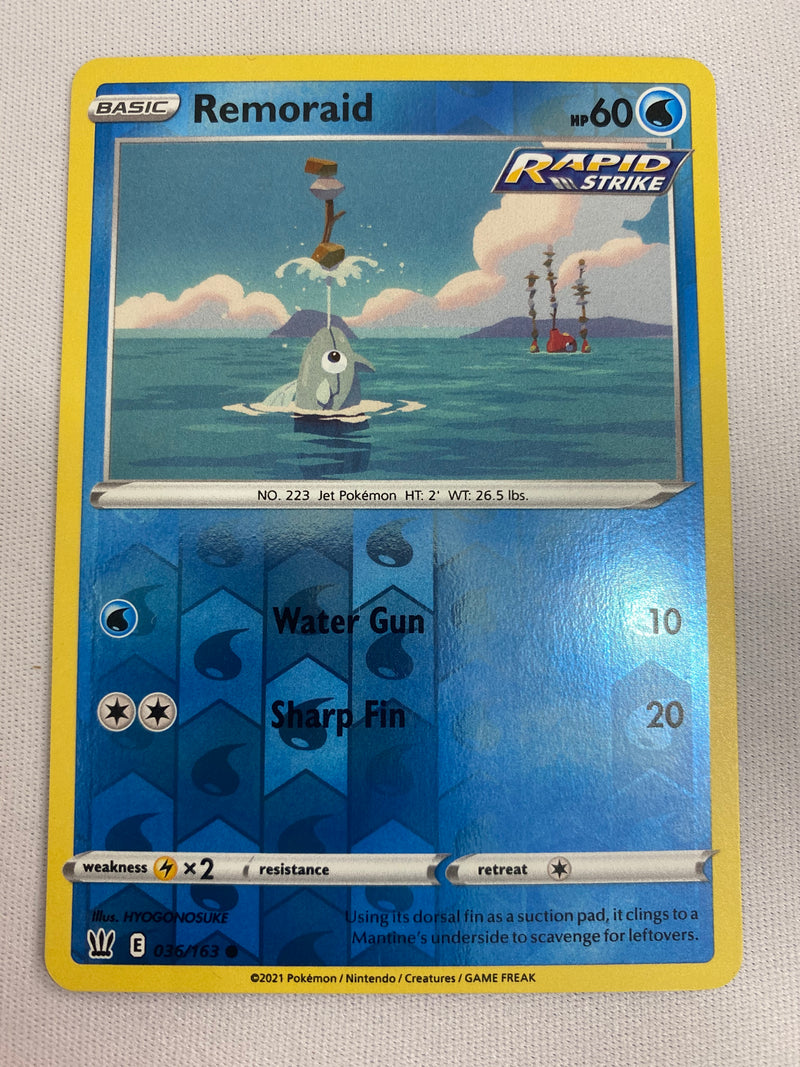 BASIC Remoraid HP60
RAPID
STRIKE
NO. 223 Jet Pokémon HT: 2' WT: 26.5 lbs.
Water Gun 10
Sharp Fin 20
weakness ×2 resistance retreat
Illus. HYOGONOSUKE
Using its dorsal fin as a suction pad, it clings to a
Mantine's underside to scavenge for leftovers.
E 036/163
©2021 Pokémon / Nintendo / Creatures / GAME FREAK